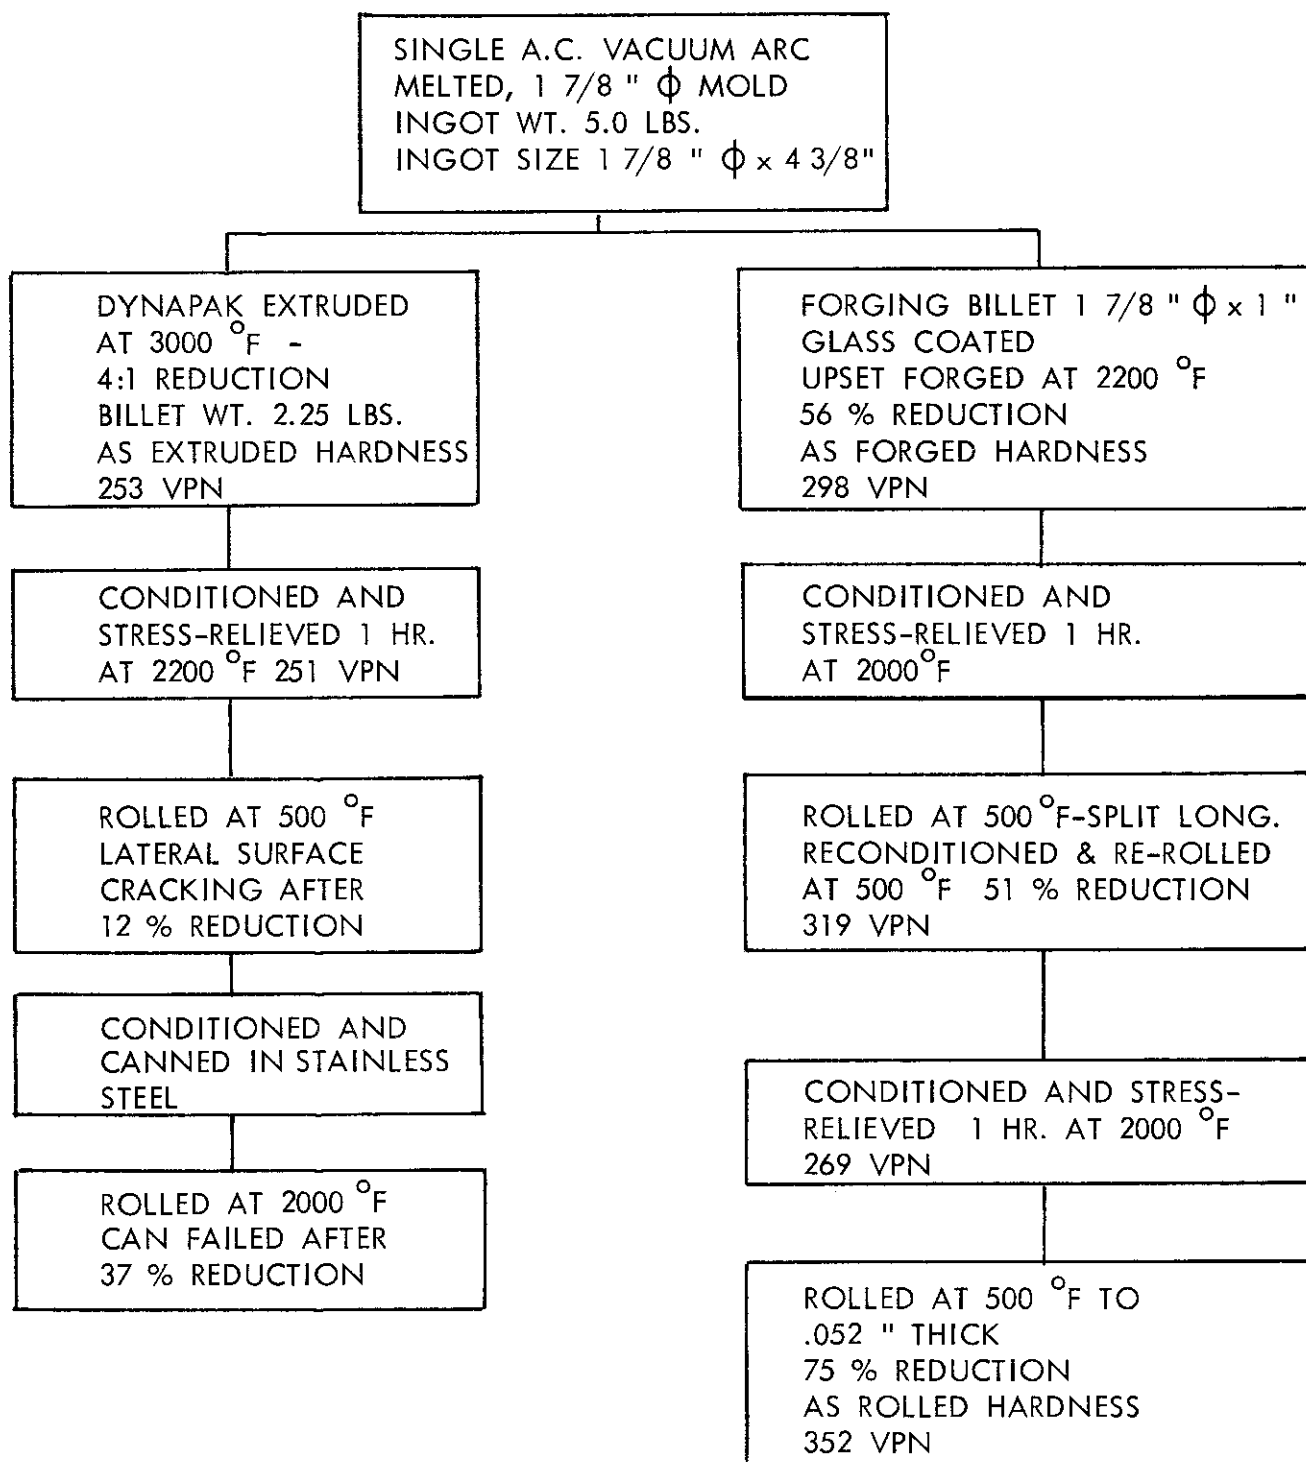 SINGLE A.C. VACUUM ARC
MELTED, 1 7/8 " ϕ MOLD
INGOT WT. 5.0 LBS.
INGOT SIZE 1 7/8 " ϕ x 4 3/8"
DYNAPAK EXTRUDED
AT 3000 °F -
4:1 REDUCTION
BILLET WT. 2.25 LBS.
AS EXTRUDED HARDNESS
253 VPN
CONDITIONED AND
STRESS-RELIEVED 1 HR.
AT 2200 °F 251 VPN
ROLLED AT 500 °F
LATERAL SURFACE
CRACKING AFTER
12 % REDUCTION
CONDITIONED AND
CANNED IN STAINLESS
STEEL
ROLLED AT 2000 °F
CAN FAILED AFTER
37 % REDUCTION
FORGING BILLET 1 7/8 " ϕ x 1 "
GLASS COATED
UPSET FORGED AT 2200 °F
56 % REDUCTION
AS FORGED HARDNESS
298 VPN
CONDITIONED AND
STRESS-RELIEVED 1 HR.
AT 2000°F
ROLLED AT 500 °F-SPLIT LONG.
RECONDITIONED & RE-ROLLED
AT 500 °F 51 % REDUCTION
319 VPN
CONDITIONED AND STRESS-
RELIEVED 1 HR. AT 2000 °F
269 VPN
ROLLED AT 500 °F TO
.052 " THICK
75 % REDUCTION
AS ROLLED HARDNESS
352 VPN